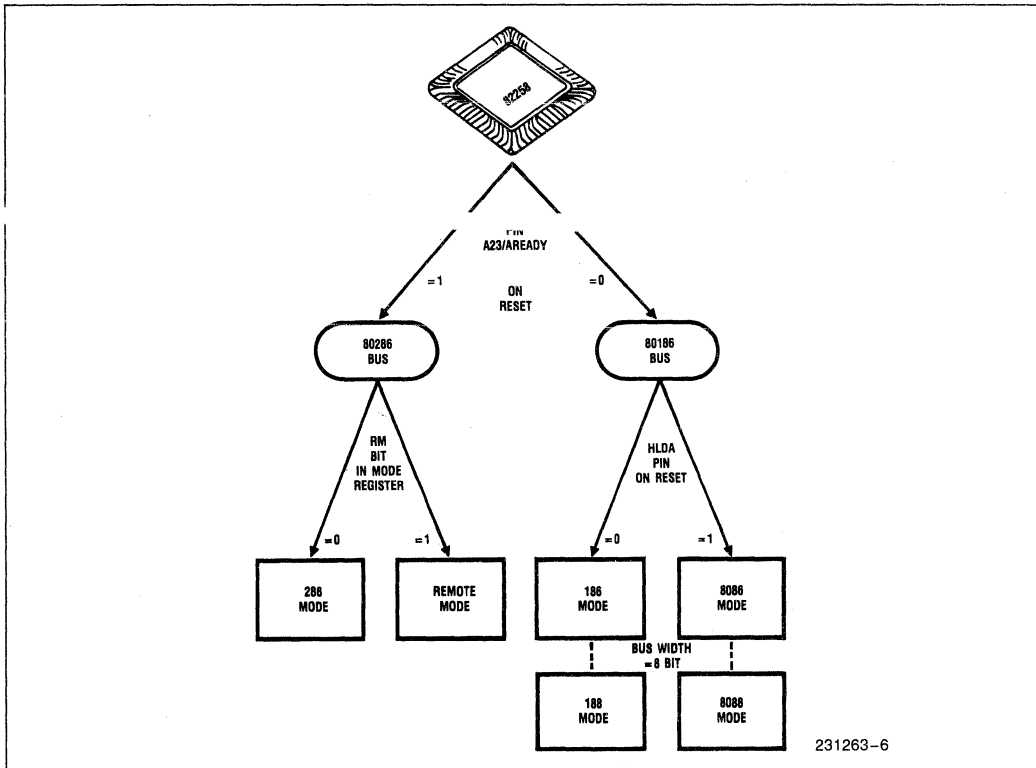 82258
PIN
A23/AREADY
=1
ON
RESET
=0
80286
BUS
80186
BUS
RM
BIT
IN MODE
REGISTER
HLDA
PIN
ON RESET
=0
=1
=0
=1
286
MODE
REMOTE
MODE
186
MODE
8086
MODE
BUS WIDTH
=8 BIT
188
MODE
8088
MODE
231263-6